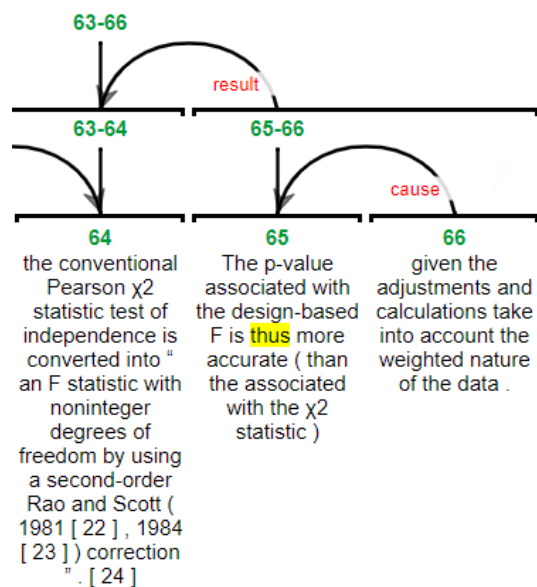 63-66
result
63-64
65-66
cause
64
65
66
the conventional
Pearson χ2
statistic test of
independence is
converted into “
an F statistic with
noninteger
degrees of
freedom by using
a second-order
Rao and Scott (
1981 [ 22 ] , 1984
[ 23 ] ) correction
” . [ 24 ]
The p-value
associated with
the design-based
F is thus more
accurate ( than
the associated
with the χ2
statistic )
given the
adjustments and
calculations take
into account the
weighted nature
of the data .